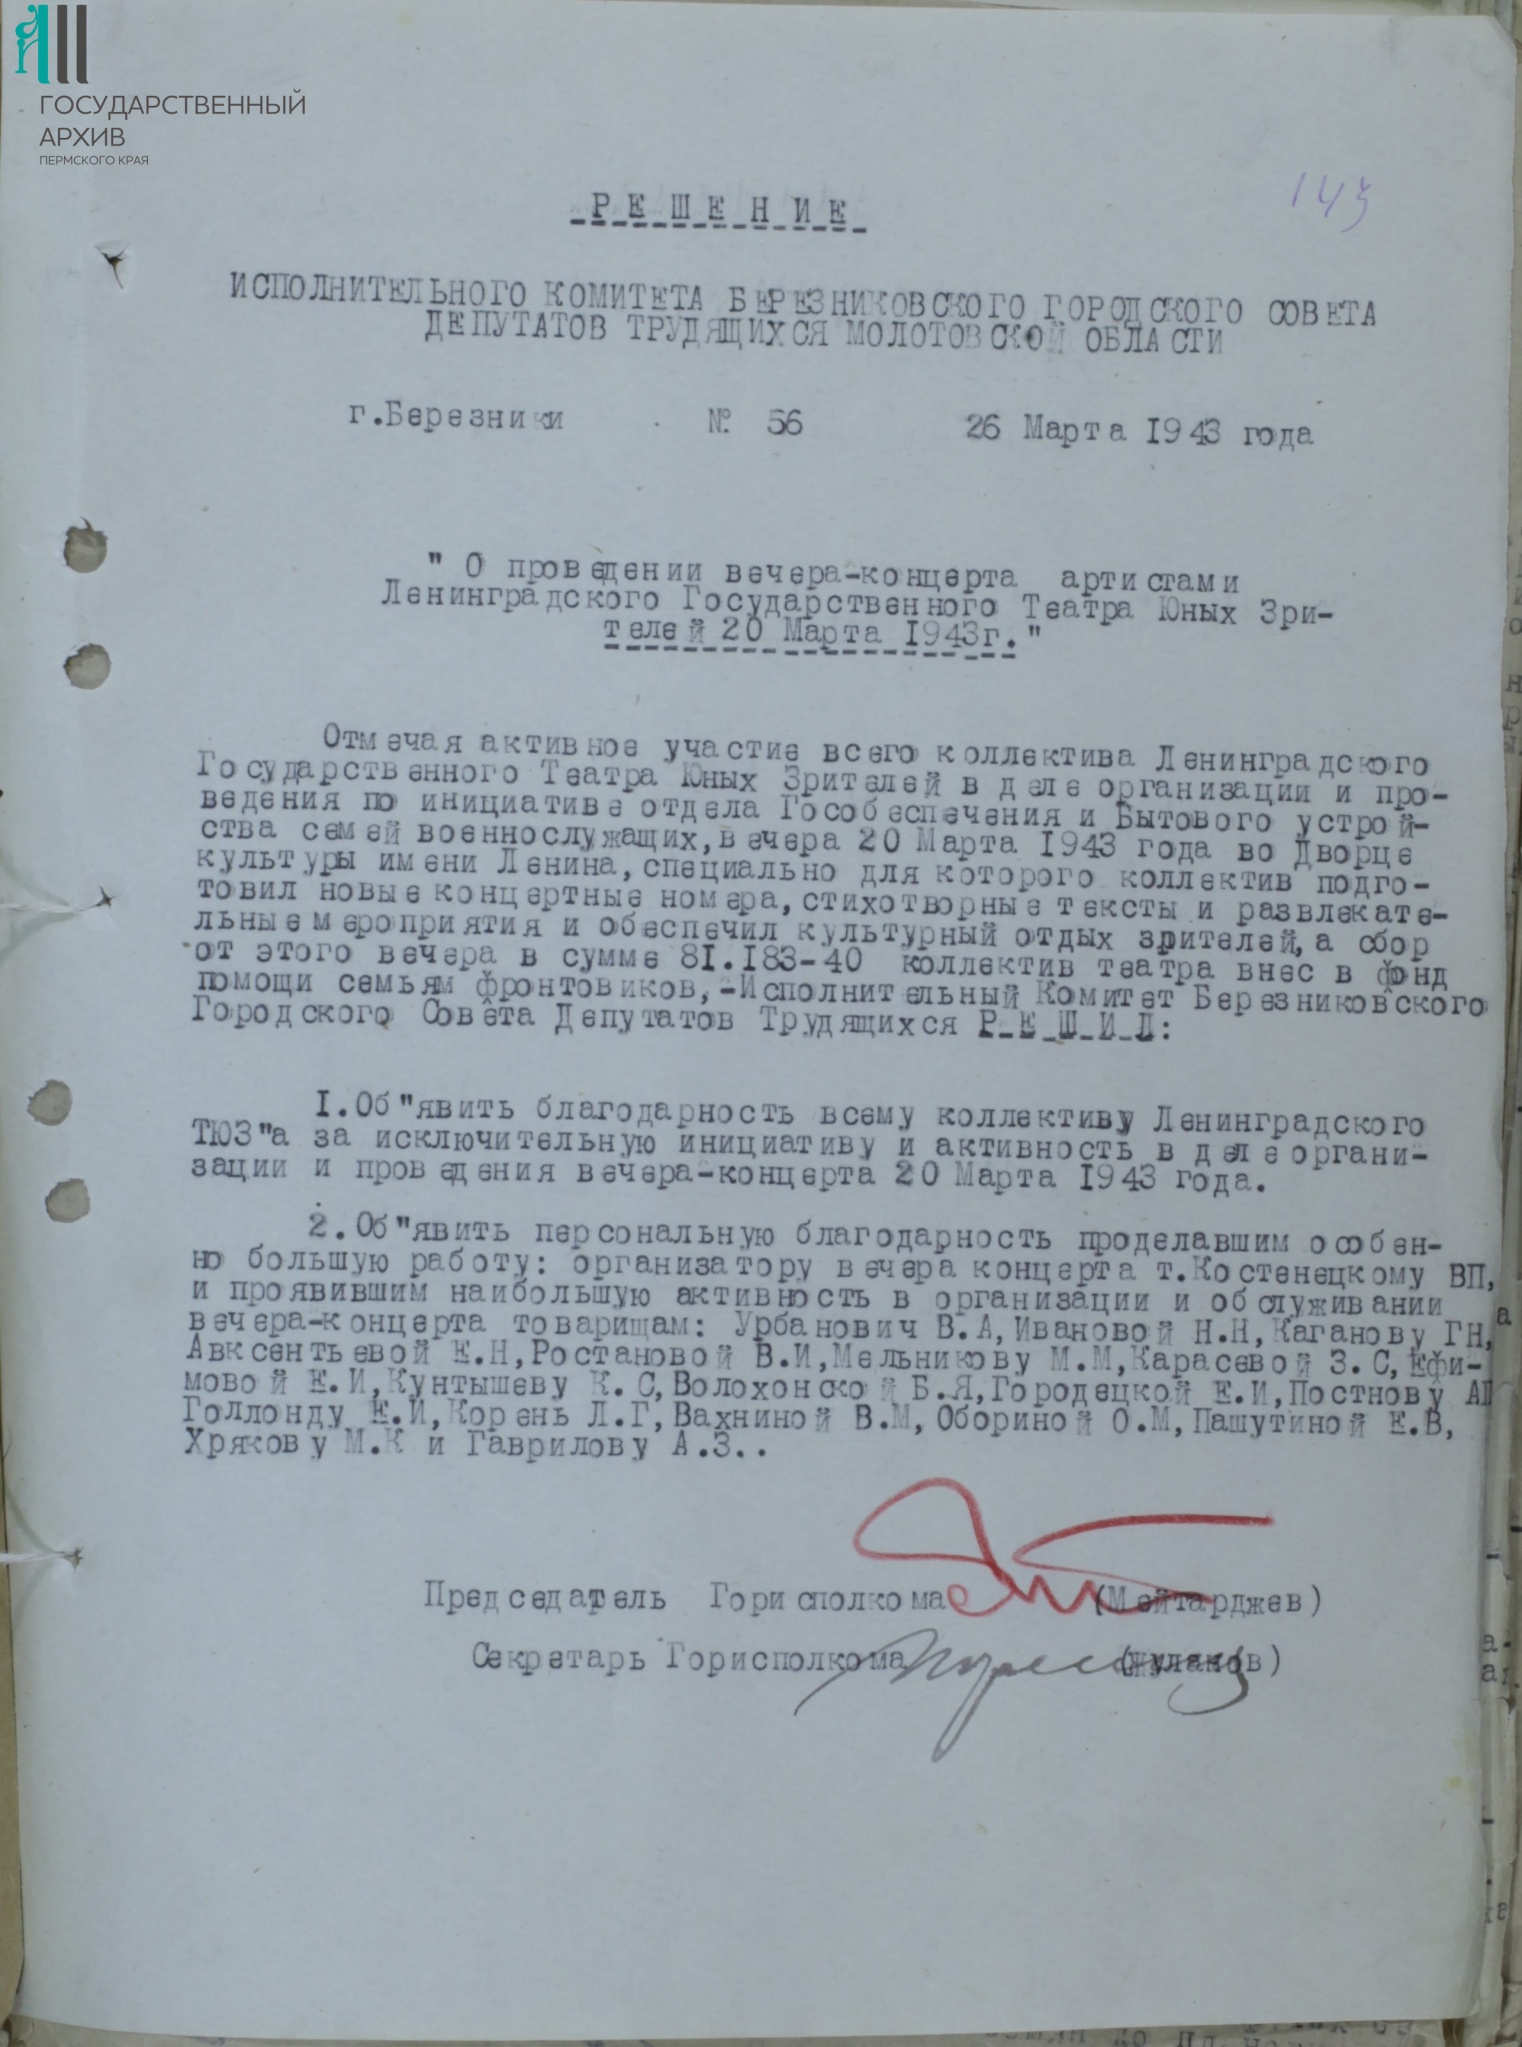 ГОСУДАРСТВЕННЫЙ
АРХИВ
ПЕРМСКОГО КРАЯ
143
РЕШЕНИЕ
ИСПОЛНИТЕЛЬНОГО КОМИТЕТА БЕРЕЗНИКОВСКОГО ГОРОДСКОГО СОВЕТА
ДЕПУТАТОВ ТРУДЯЩИХСЯ МОЛОТОВСКОЙ ОБЛАСТИ
г.Березники № 56 26 Марта 1943 года
" О проведении вечера-концерта артистами
Ленинградского Государственного Театра Юных Зри-
телей 20 Марта 1943г."
Отмечая активное участие всего коллектива Ленинградского
Государственного Театра Юных Зрителей в деле организации и про-
ведения по инициативе отдела Гособеспечения и Бытового устрой-
ства семей военнослужащих, вечера 20 Марта 1943 года во Дворце
культуры имени Ленина, специально для которого коллектив подго-
товил новые концертные номера, стихотворные тексты и развлекате-
льные мероприятия и обеспечил культурный отдых зрителей, а сбор
от этого вечера в сумме 81.183-40 коллектив театра внес в фонд
помощи семьям фронтовиков,-Исполнительный Комитет Березниковского
Городского Совета Депутатов Трудящихся РЕШИЛ:
1.Об"явить благодарность всему коллективу Ленинградского
ТЮЗ"а за исключительную инициативу и активность в деле органи-
зации и проведения вечера-концерта 20 Марта 1943 года.
2.Об"явить персональную благодарность проделавшим особен-
но большую работу: организатору вечера концерта т.Костенецкому ВП,
и проявившим наибольшую активность в организации и обслуживании
вечера-концерта товарищам: Урбанович В.А, Ивановой Н.Н, Каганову ГН,
Авксентьевой Е.Н, Ростановой В.И, Мельникову М.М, Карасевой З.С, Ефи-
мовой Е.И, Кунтышеву К.С, Волохонской Б.Я, Городецкой Е.И, Постнову АП
Голлонду Е.И, Корень Л.Г, Вахниной В.М, Обориной О.М, Пашутиной Е.В,
Хрякову М.К и Гаврилову А.З..
Председатель Горисполкома (Мейтарджев)
Секретарь Горисполкома (Жуланов)